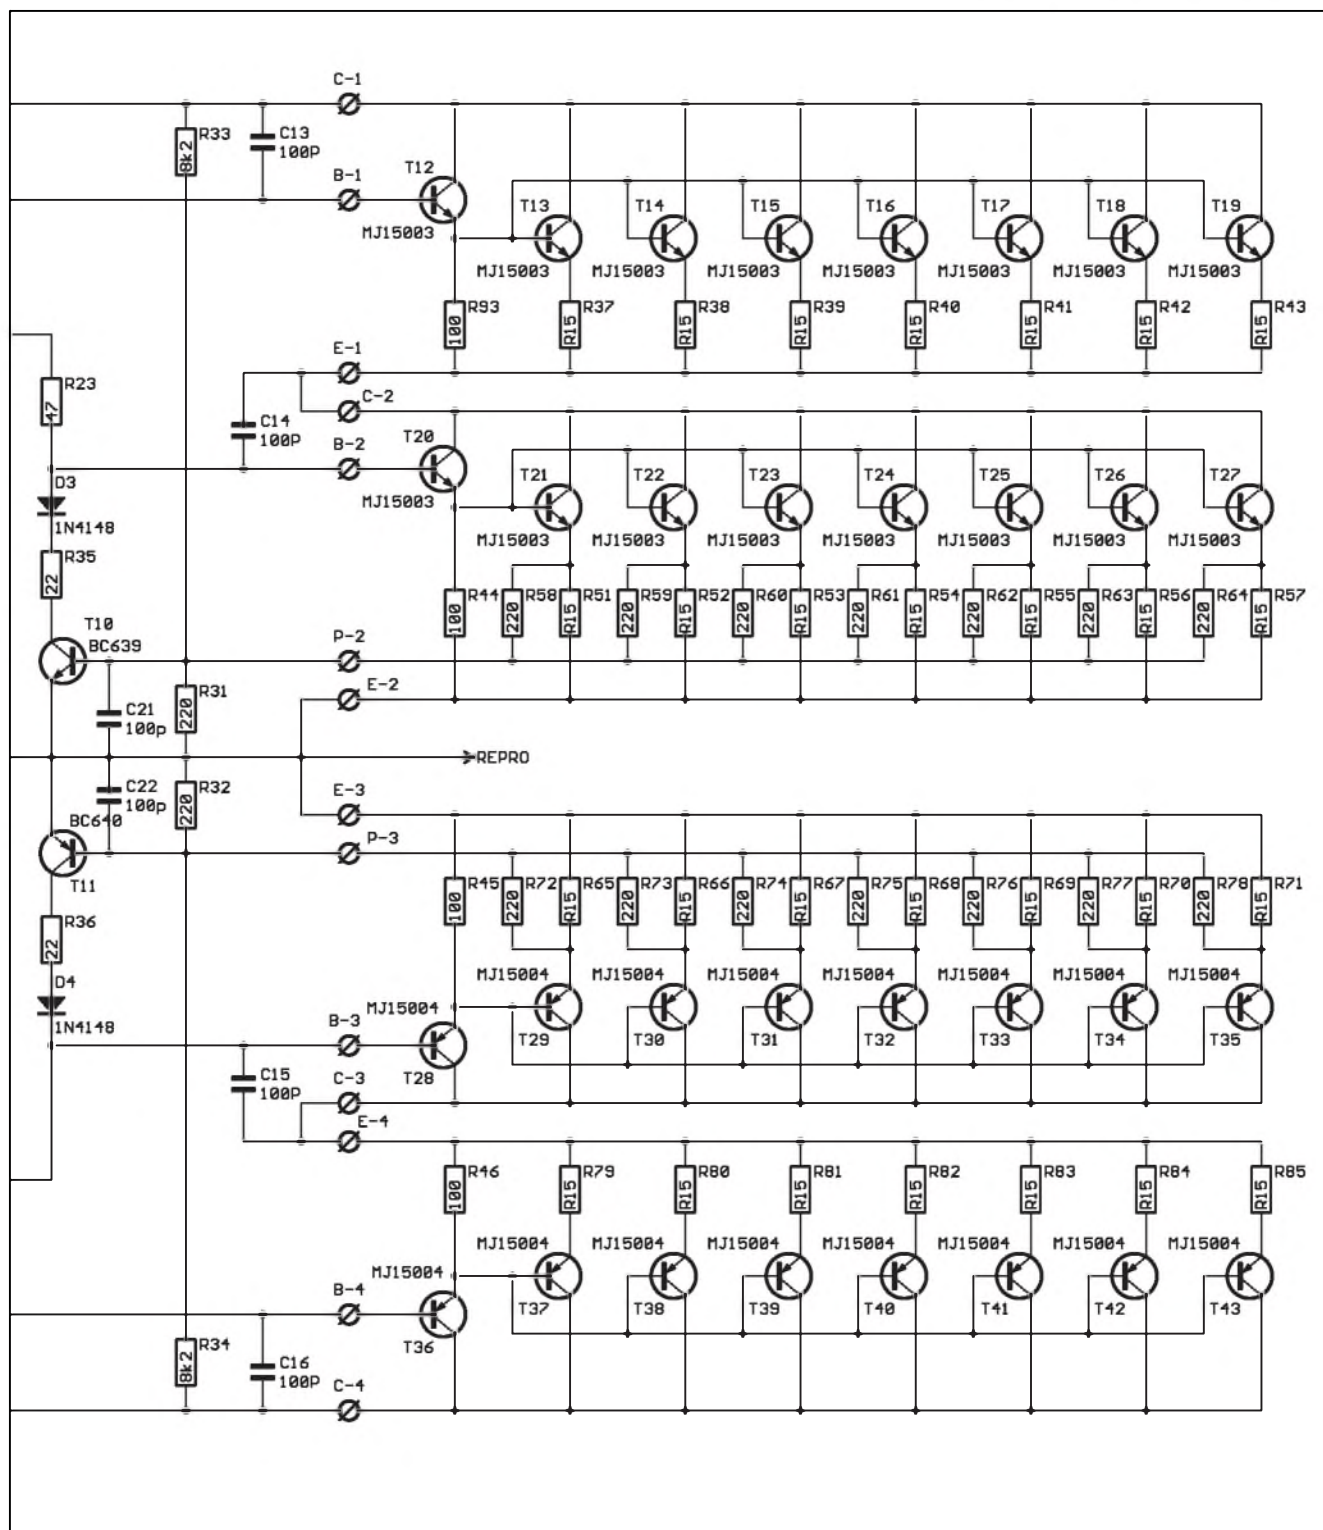 C-1
R33
8k2
C13
100P
T12
B-1
MJ15003
T13 T14 T15 T16 T17 T18 T19
MJ15003 MJ15003 MJ15003 MJ15003 MJ15003 MJ15003 MJ15003
R93 R37 R38 R39 R40 R41 R42 R43
100 R15 R15 R15 R15 R15 R15 R15
E-1
R23
47
C-2
C14
100P
T20
B-2
MJ15003
D3
1N4148
T21 T22 T23 T24 T25 T26 T27
MJ15003 MJ15003 MJ15003 MJ15003 MJ15003 MJ15003 MJ15003
R35
22
R44 R58 R51 R59 R52 R60 R53 R61 R54 R62 R55 R63 R56 R64 R57
100 220 R15 220 R15 220 R15 220 R15 220 R15 220 R15 220 R15
T10
BC639
P-2
E-2
C21
100p
R31
220
REPRO
C22
100p
R32
220
E-3
BC640
P-3
T11
R45 R72 R65 R73 R66 R74 R67 R75 R68 R76 R69 R77 R70 R78 R71
100 220 R15 220 R15 220 R15 220 R15 220 R15 220 R15 220 R15
R36
22
D4
1N4148
MJ15004 MJ15004 MJ15004 MJ15004 MJ15004 MJ15004 MJ15004
MJ15004
B-3
T29 T30 T31 T32 T33 T34 T35
C15
100P
C-3
T28
E-4
R46 R79 R80 R81 R82 R83 R84 R85
100 R15 R15 R15 R15 R15 R15 R15
MJ15004 MJ15004 MJ15004 MJ15004 MJ15004 MJ15004 MJ15004
MJ15004
B-4
T37 T38 T39 T40 T41 T42 T43
R34
8k2
T36
C16
100P
C-4